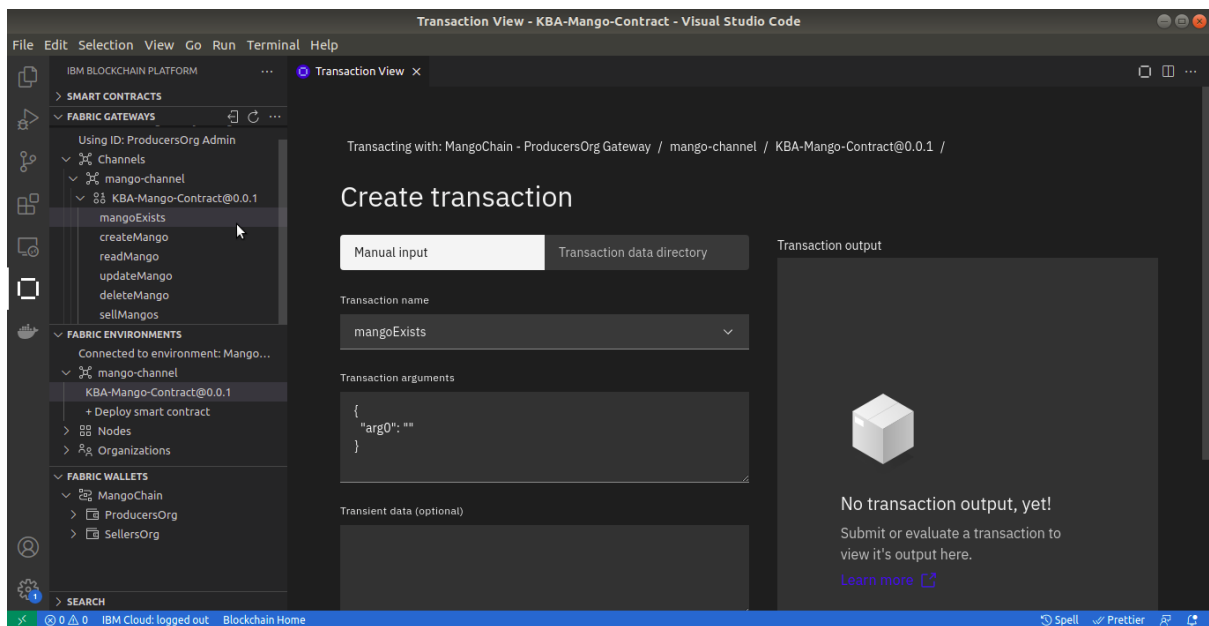 Transaction View - KBA-Mango-Contract - Visual Studio Code
File Edit Selection View Go Run Terminal Help
IBM BLOCKCHAIN PLATFORM
SMART CONTRACTS
FABRIC GATEWAYS
Using ID: ProducersOrg Admin
Channels
mango-channel
KBA-Mango-Contract@0.0.1
mangoExists
createMango
readMango
updateMango
deleteMango
sellMangos
FABRIC ENVIRONMENTS
Connected to environment: Mango...
mango-channel
KBA-Mango-Contract@0.0.1
+ Deploy smart contract
Nodes
Organizations
FABRIC WALLETS
MangoChain
ProducersOrg
SellersOrg
SEARCH
Transaction View
Transacting with: MangoChain - ProducersOrg Gateway / mango-channel / KBA-Mango-Contract@0.0.1 /
Create transaction
Manual input
Transaction data directory
Transaction name
mangoExists
Transaction arguments
{
"arg0": ""
}
Transient data (optional)
Transaction output
No transaction output, yet!
Submit or evaluate a transaction to
view it's output here.
Learn more
1
0 0 IBM Cloud: logged out Blockchain Home
Spell Prettier